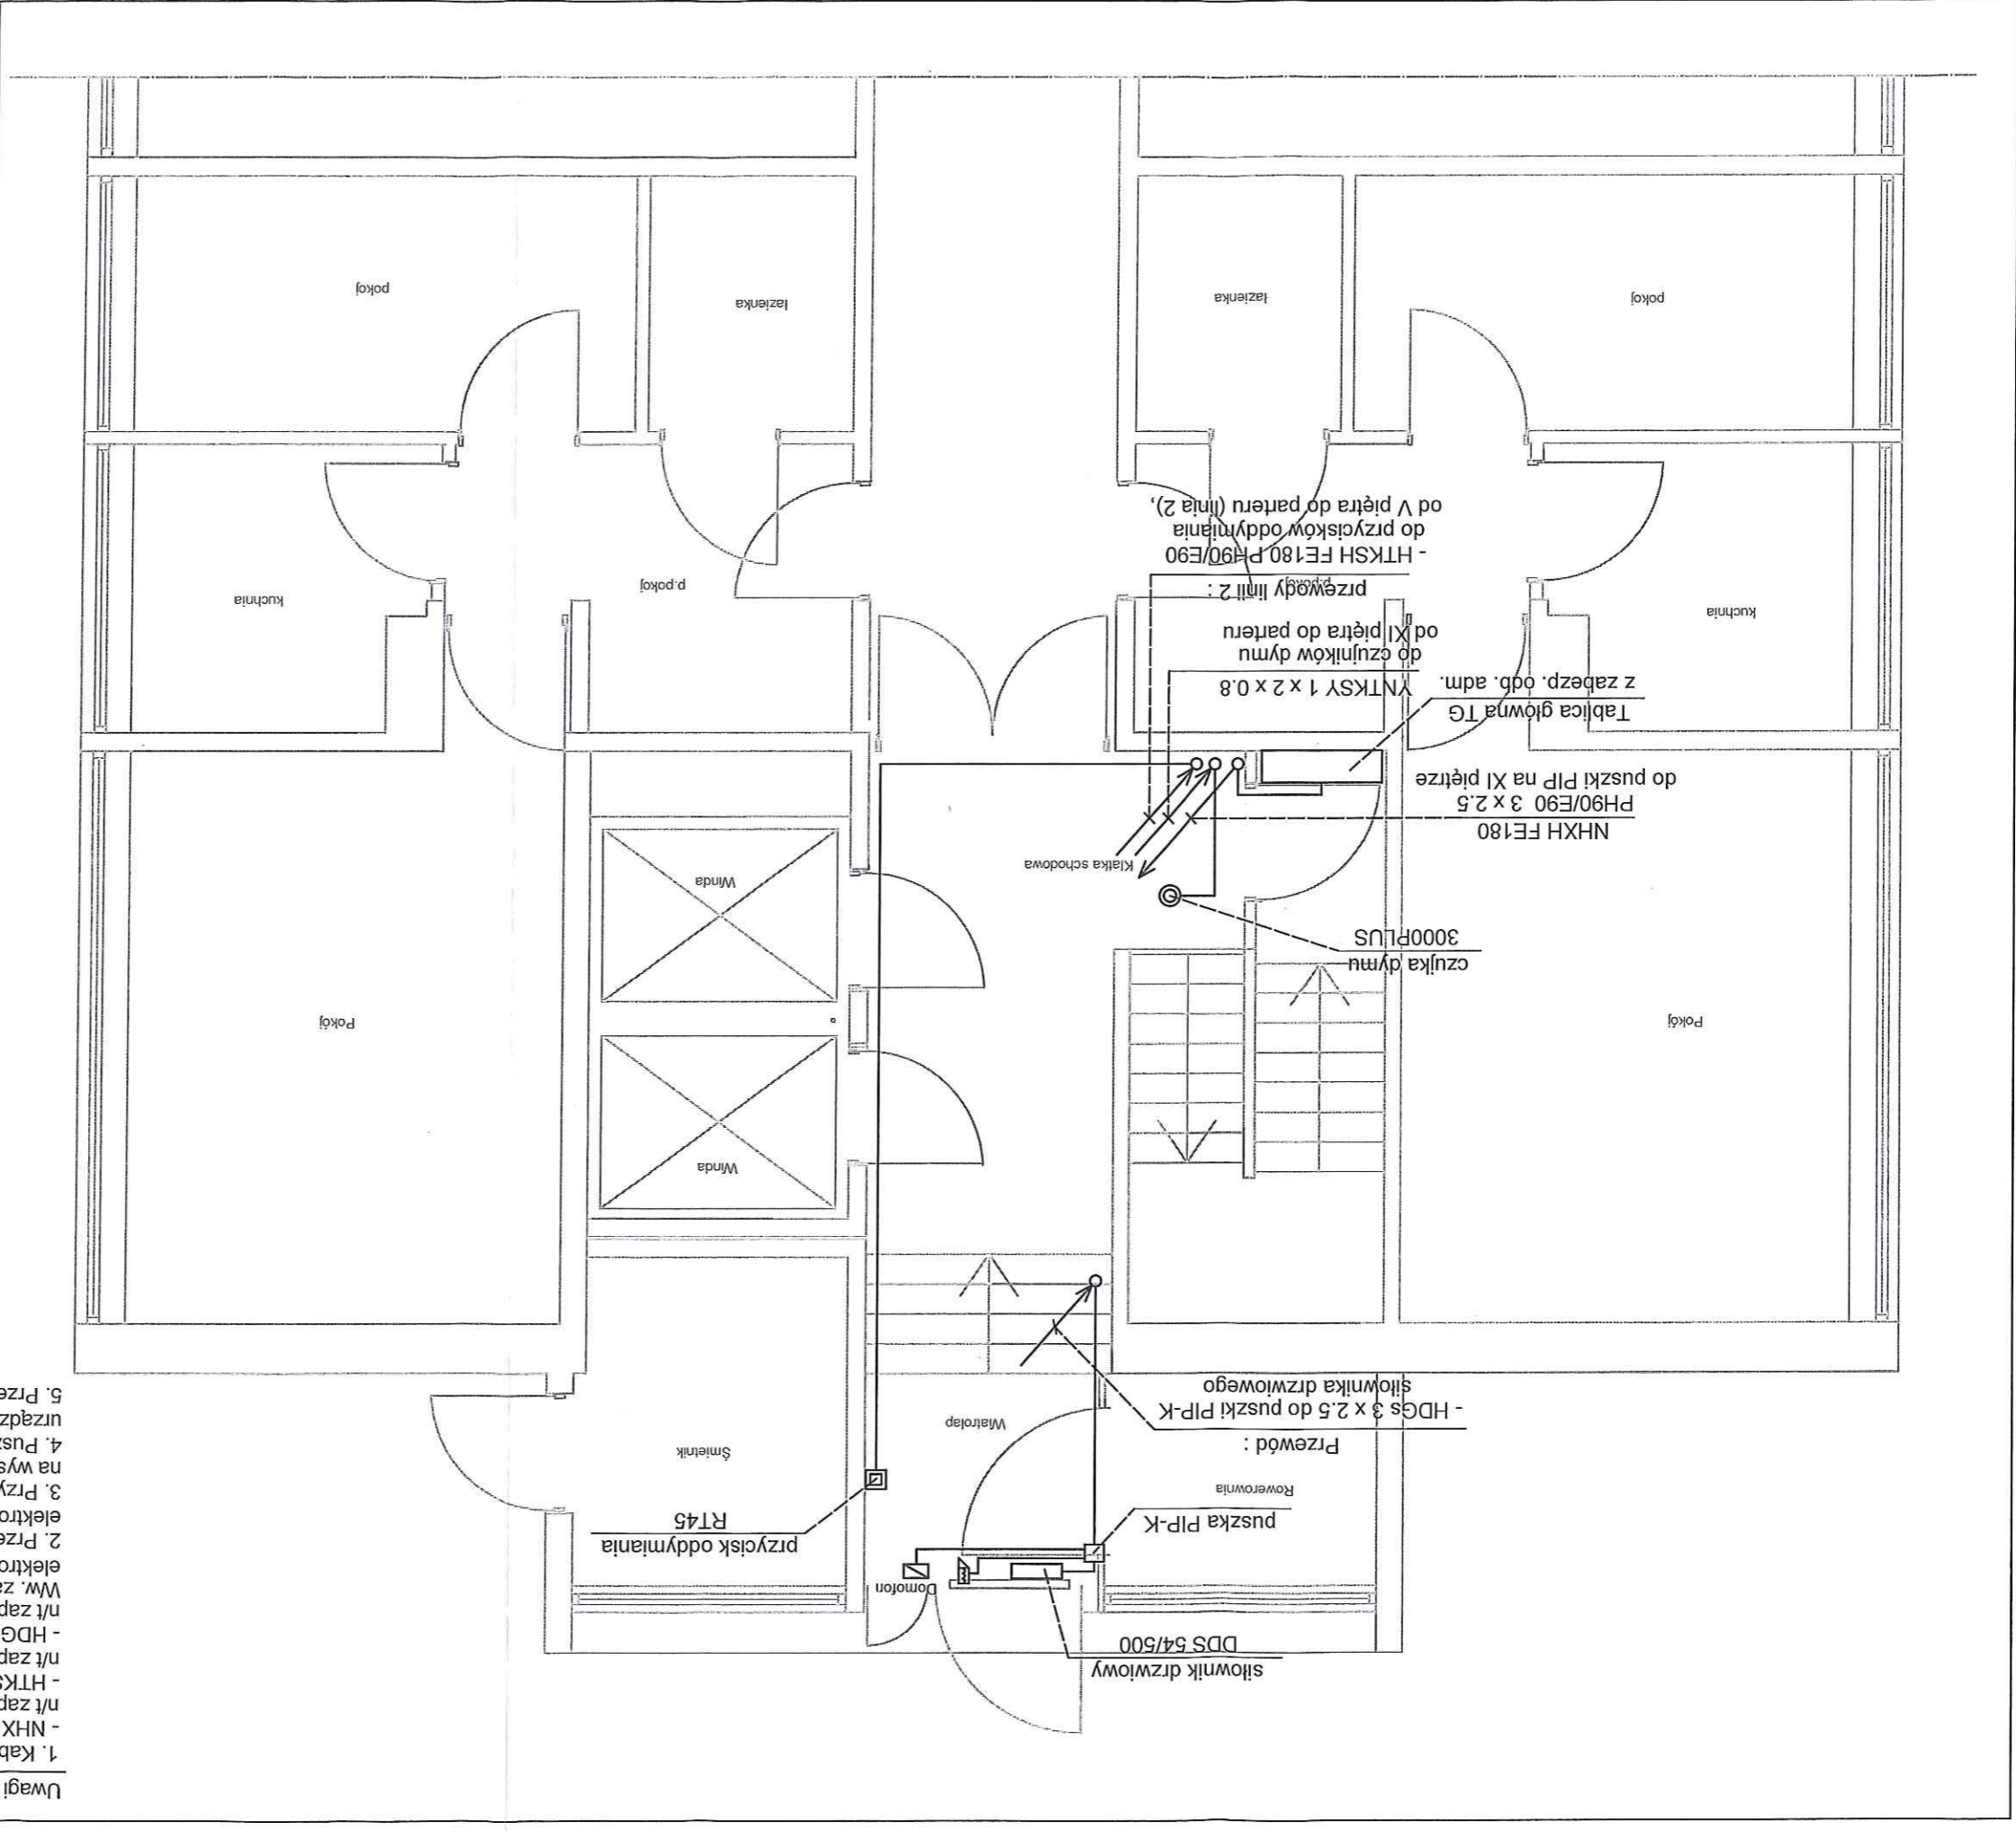 Uwagi
1. Kab
- NHX
n/t zap
- HTKS
n/t zap
- HDG
n/t zap
Ww. za
elektro
2. Prze
elektro
3. Przy
na wys
4. Pusz
urządz
5. Prze
siłownik drzwiowy
DDS 54/500
Domofon
puszka PIP-K
Rowerownia
przycisk oddymiania
RT45
Śmietnik
Wiatrołap
Przewód :
- HDGs 3 x 2.5 do puszki PIP-K
siłownika drzwiowego
Winda
Winda
Pokój
Pokój
czujka dymu
3000PLUS
Klatka schodowa
NHXH FE180
PH90/E90 3 x 2.5
do puszki PIP na XI piętrze
Tablica główna TG
z zabezp. odb. adm.
YNTKSY 1 x 2 x 0.8
do czujników dymu
od XI piętra do parteru
przewody linii 2 :
- HTKSH FE180 PH90/E90
do przycisków oddymiania
od V piętra do parteru (linia 2),
kuchnia
p.pokoj
p.pokoj
kuchnia
pokoj
łazienka
łazienka
pokoj